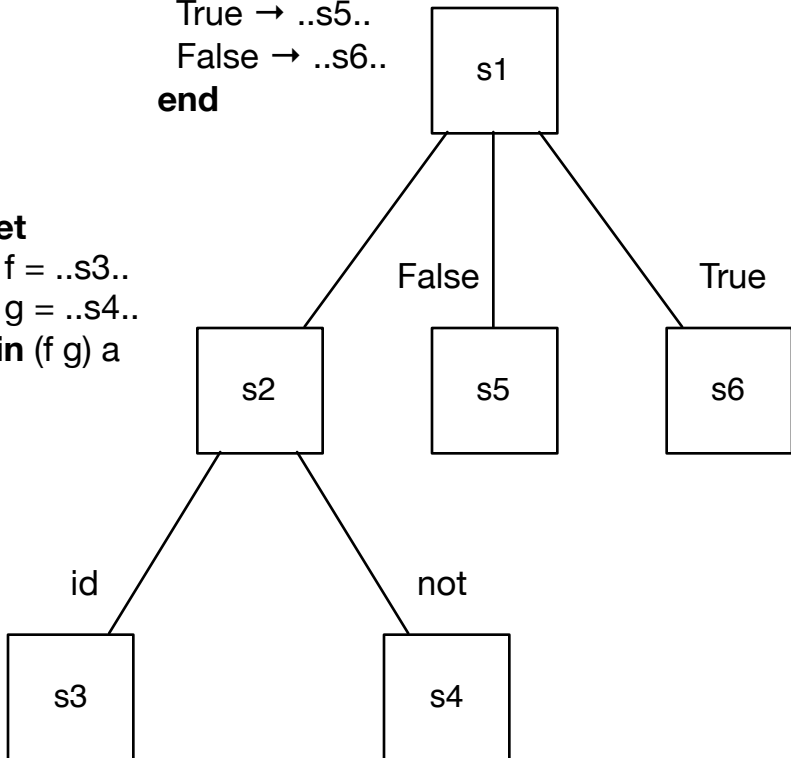 True → ..s5..
False → ..s6..
end
s1
et
f = ..s3..
g = ..s4..
in (f g) a
False
True
s2
s5
s6
id
not
s3
s4